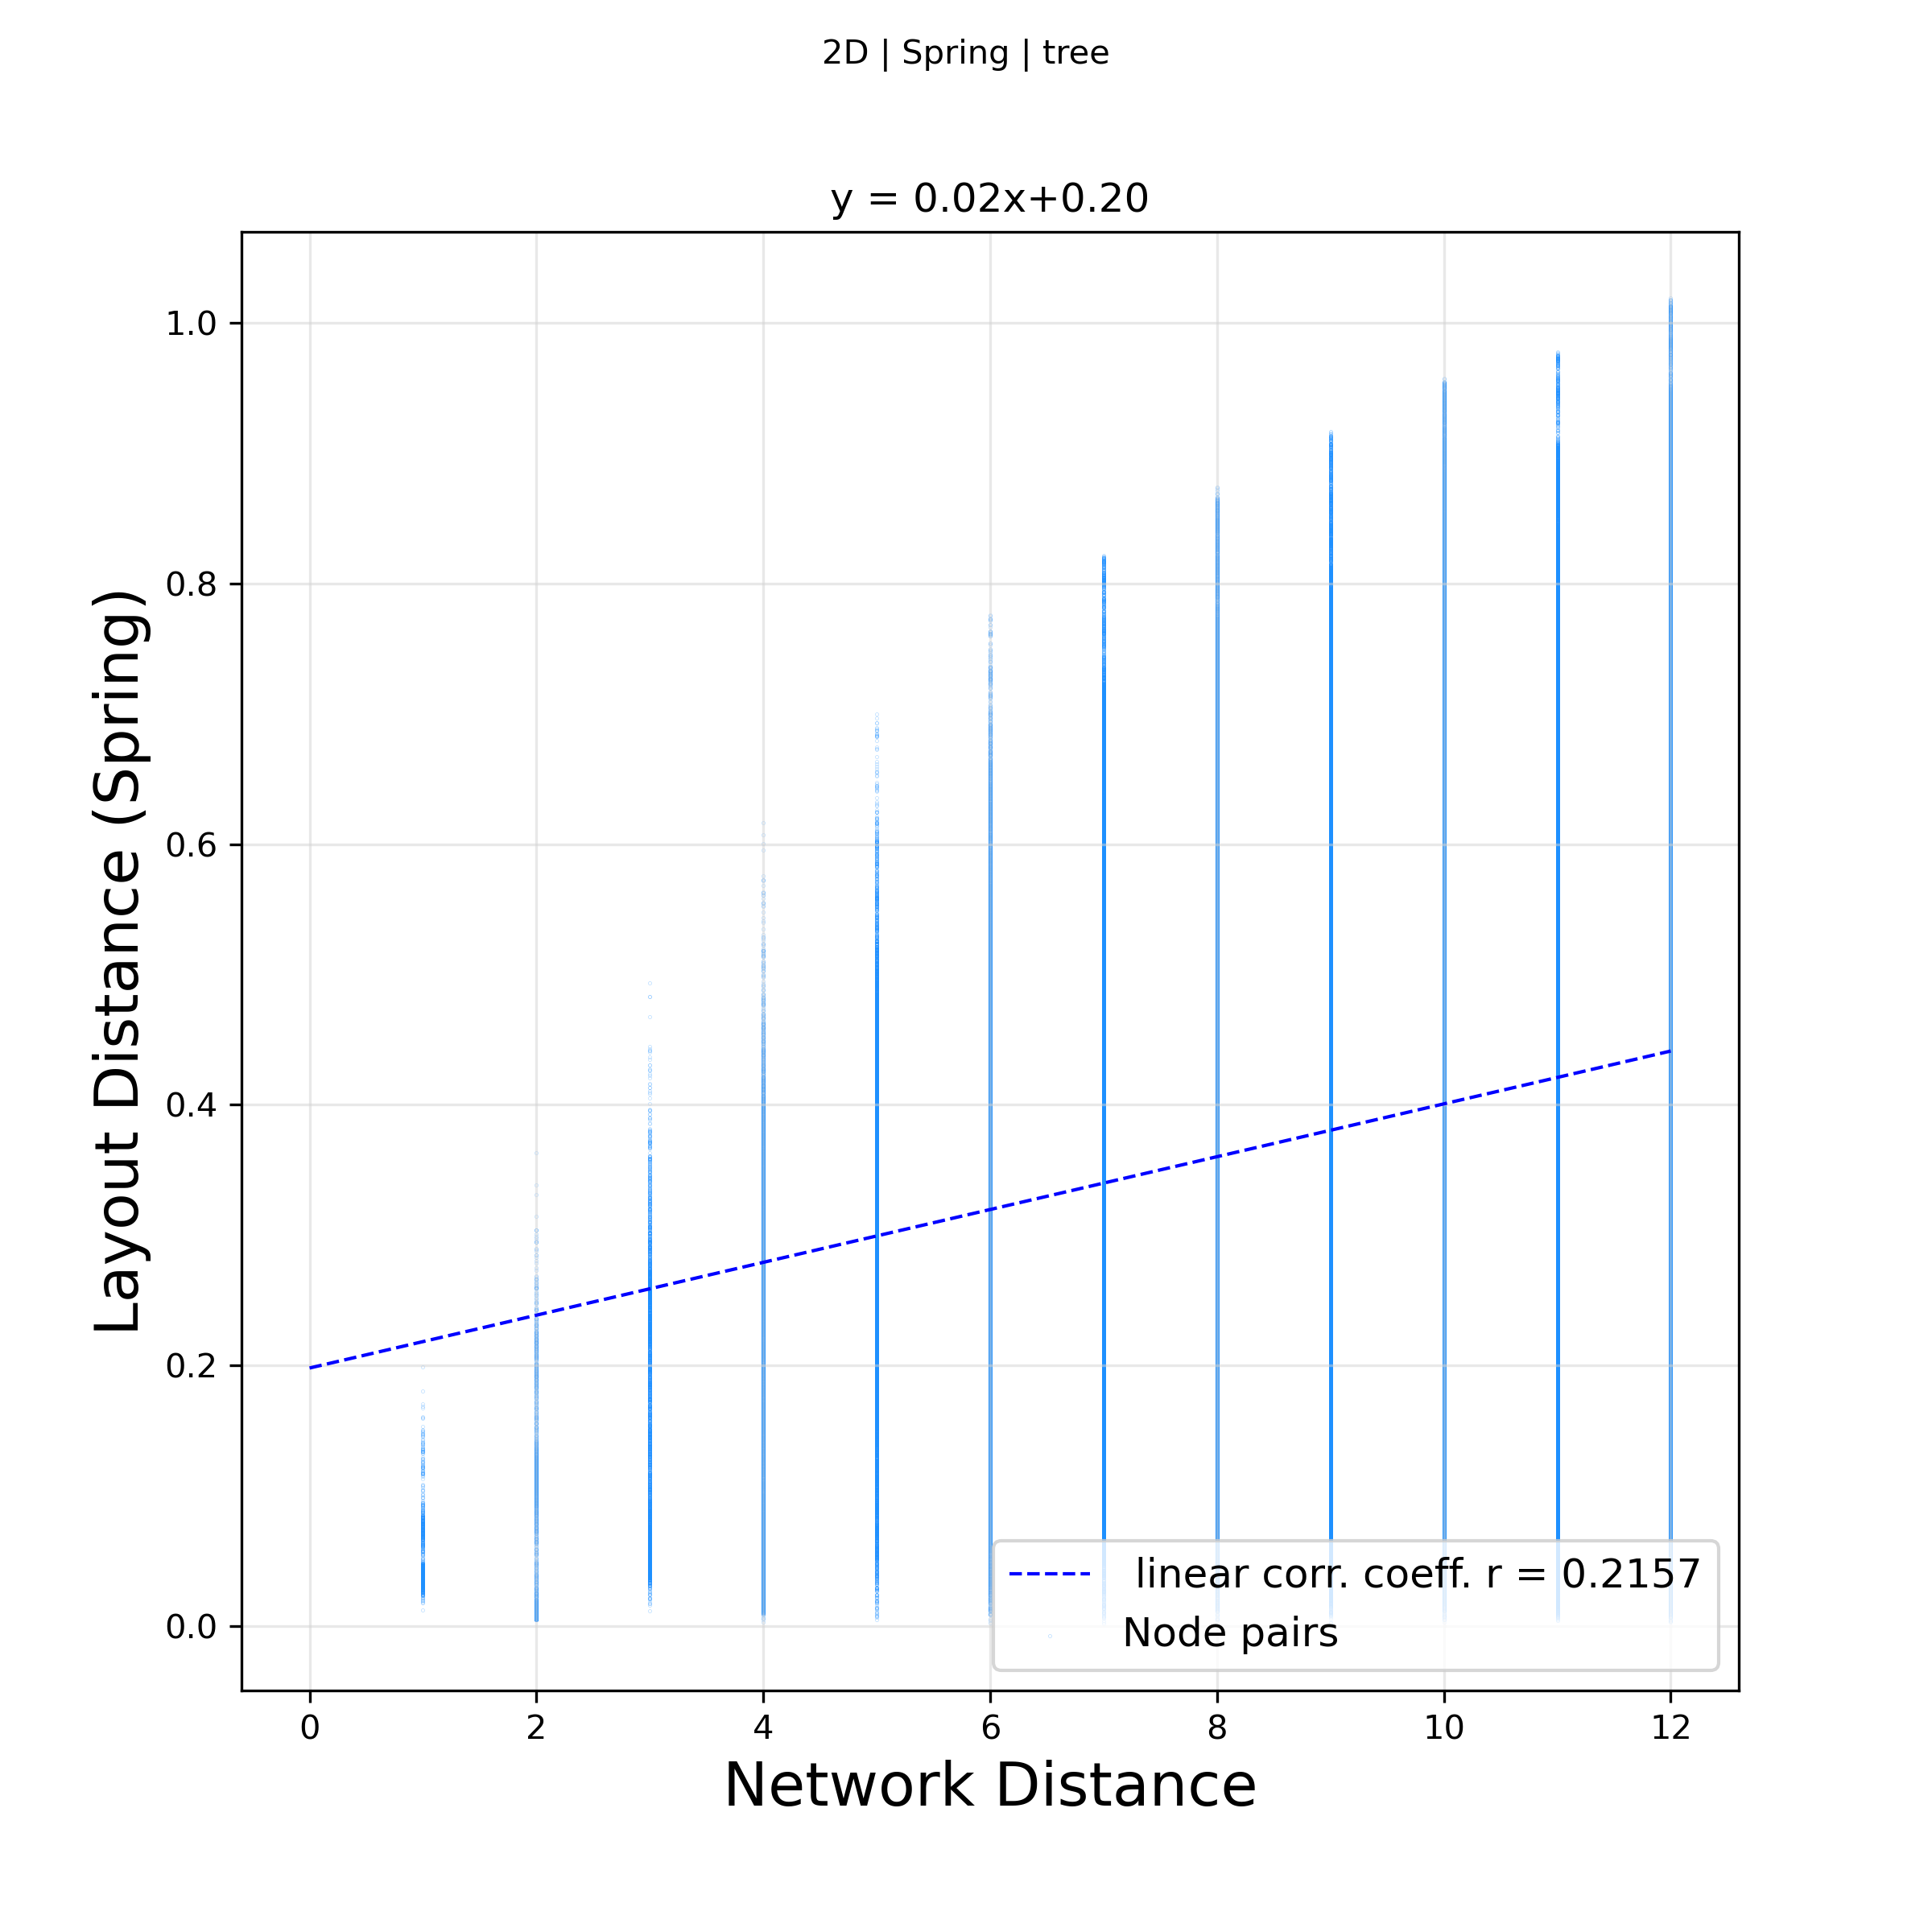 2D | Spring | tree
y = 0.02x+0.20
1.0
0.8
0.6
0.4
0.2
0.0
Layout Distance (Spring)
linear corr. coeff. r = 0.2157
Node pairs
0 2 4 6 8 10 12
Network Distance